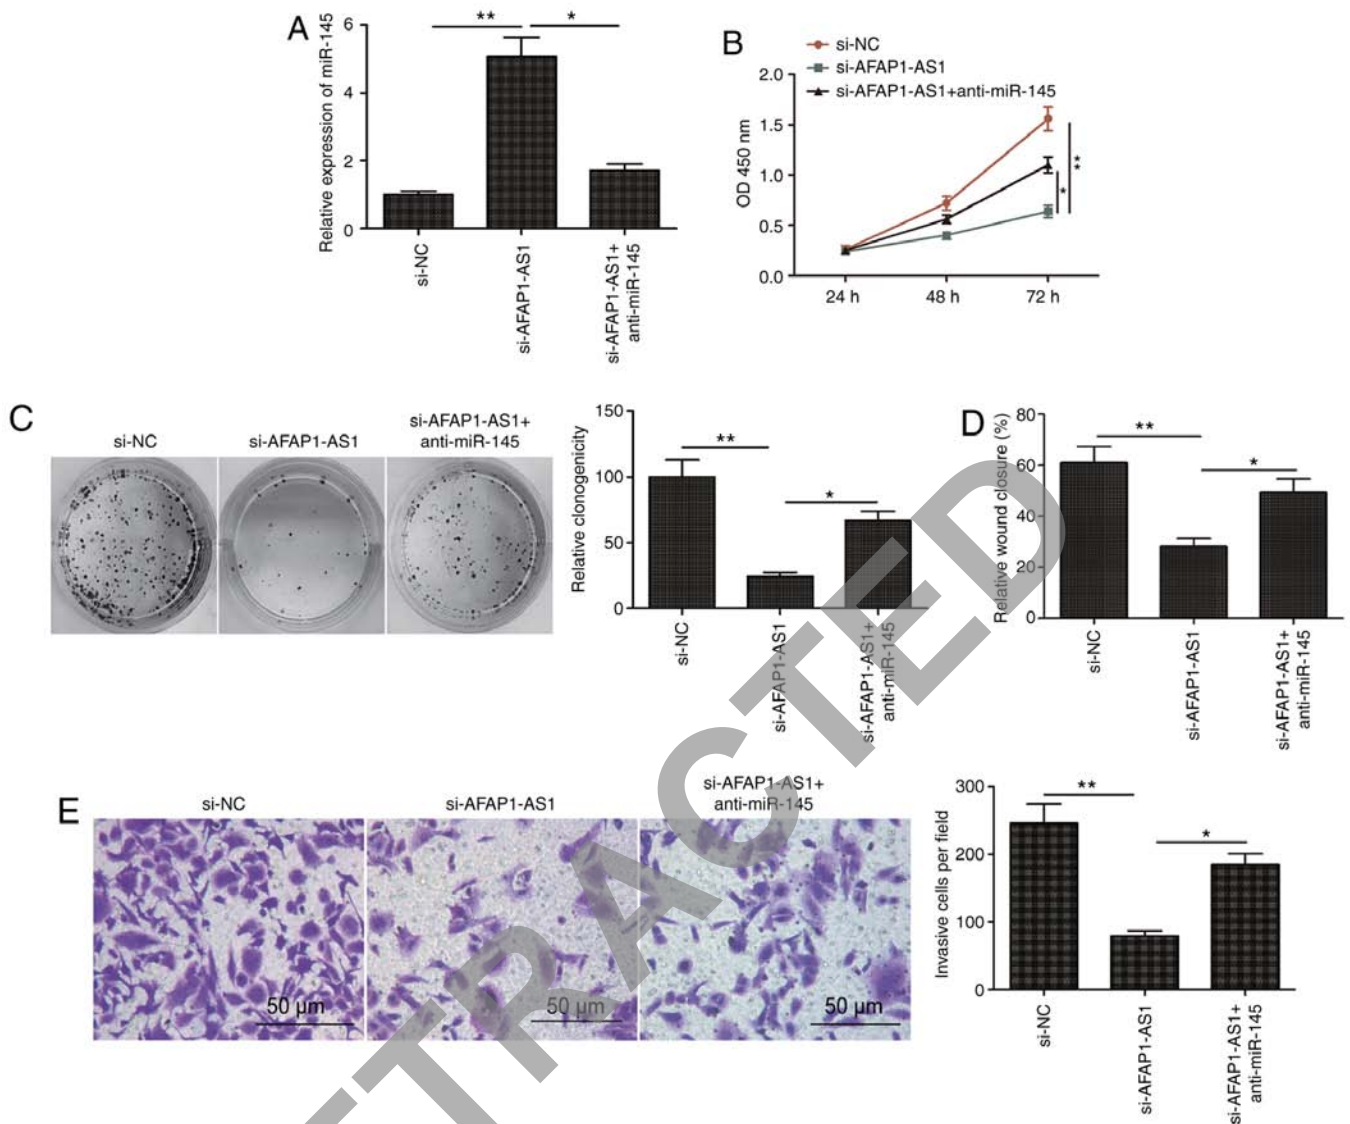 A
Relative expression of miR-145
6
4
2
0
**
*
si-NC
si-AFAP1-AS1
si-AFAP1-AS1+
anti-miR-145
B
si-NC
si-AFAP1-AS1
si-AFAP1-AS1+anti-miR-145
OD 450 nm
2.0
1.5
1.0
0.5
0.0
24 h
48 h
72 h
*
**
C
si-NC
si-AFAP1-AS1
si-AFAP1-AS1+
anti-miR-145
Relative clonogenicity
150
100
50
0
**
*
si-NC
si-AFAP1-AS1
si-AFAP1-AS1+
anti-miR-145
D
Relative wound closure (%)
80
60
40
20
0
**
*
si-NC
si-AFAP1-AS1
si-AFAP1-AS1+
anti-miR-145
E
si-NC
si-AFAP1-AS1
si-AFAP1-AS1+
anti-miR-145
50 µm
50 µm
50 µm
Invasive cells per field
300
200
100
0
**
*
si-NC
si-AFAP1-AS1
si-AFAP1-AS1+
anti-miR-145
TRACTED